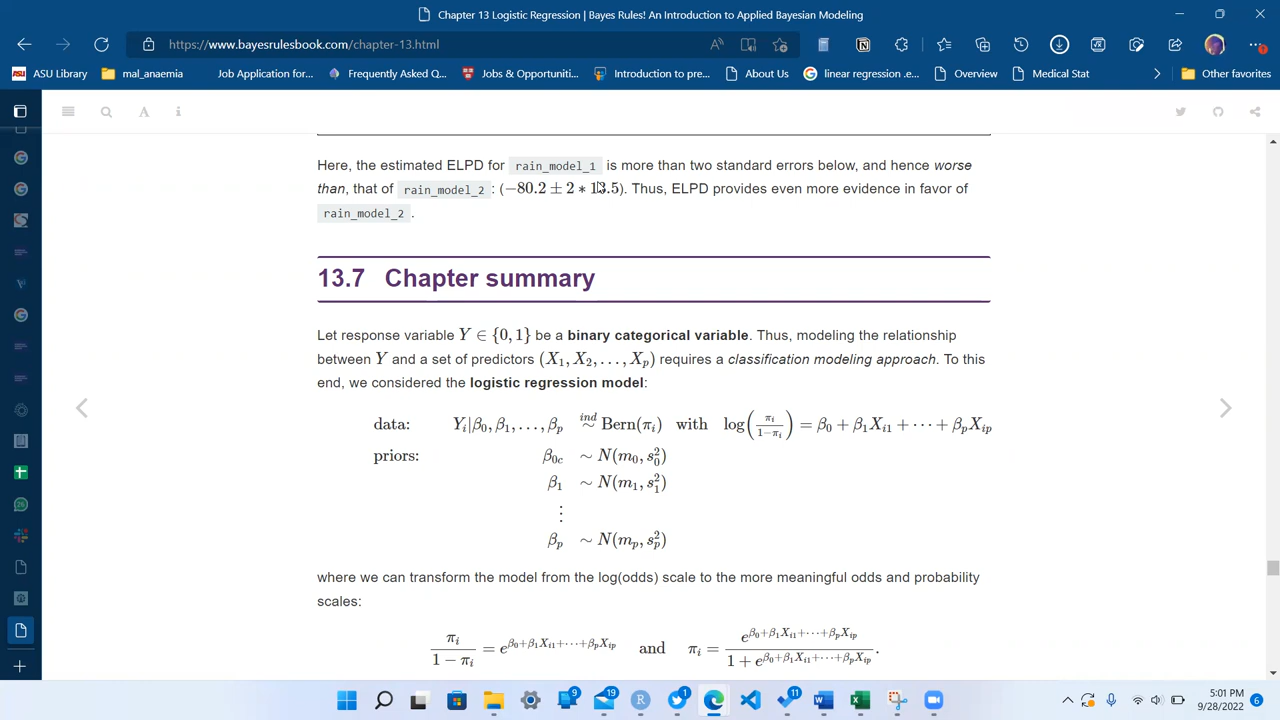 Chapter 13 Logistic Regression | Bayes Rules! An Introduction to Applied Bayesian Modeling
https://www.bayesrulesbook.com/chapter-13.html
ASU Library mal_anaemia Job Application for... Frequently Asked Q... Jobs & Opportuniti... Introduction to pre... About Us linear regression .e... Overview Medical Stat Other favorites
Here, the estimated ELPD for rain_model_1 is more than two standard errors below, and hence worse
than, that of rain_model_2 : (−80.2 ± 2 ∗ 13.5). Thus, ELPD provides even more evidence in favor of
rain_model_2 .
13.7 Chapter summary
Let response variable Y ∈ {0, 1} be a binary categorical variable. Thus, modeling the relationship
between Y and a set of predictors (X₁, X₂, . . . , Xₚ) requires a classification modeling approach. To this
end, we considered the logistic regression model:
data: Yᵢ|β₀, β₁, . . . , βₚ ind ∼ Bern(πᵢ) with log(πᵢ/(1−πᵢ)) = β₀ + β₁Xᵢ₁ + ⋯ + βₚXᵢₚ
priors: β₀c ∼ N(m₀, s₀²)
β₁ ∼ N(m₁, s₁²)
⋮
βₚ ∼ N(mₚ, sₚ²)
where we can transform the model from the log(odds) scale to the more meaningful odds and probability
scales:
πᵢ/(1 − πᵢ) = e^(β₀+β₁Xᵢ₁+⋯+βₚXᵢₚ) and πᵢ = e^(β₀+β₁Xᵢ₁+⋯+βₚXᵢₚ)/(1 + e^(β₀+β₁Xᵢ₁+⋯+βₚXᵢₚ)).
9 19 1 11
5:01 PM
9/28/2022 6